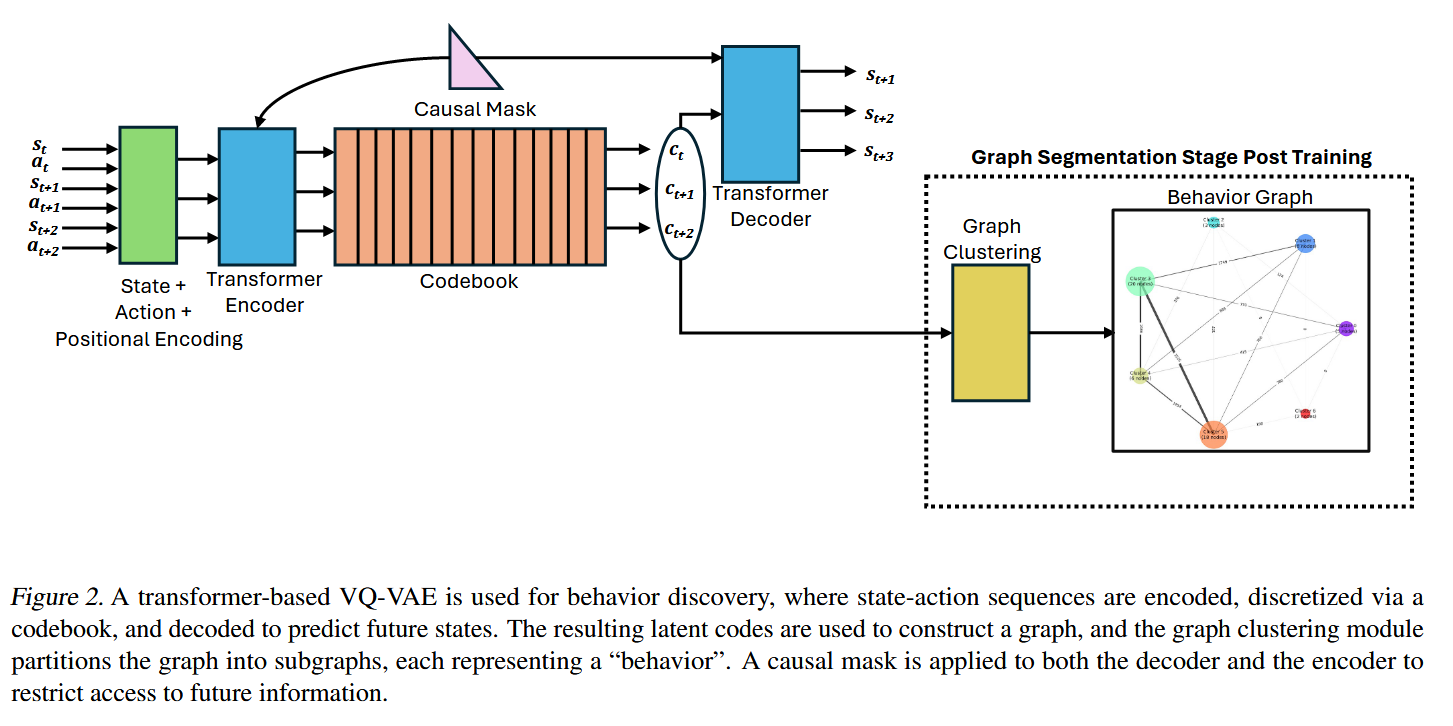 Causal Mask
s_t
a_t
s_{t+1}
a_{t+1}
s_{t+2}
a_{t+2}
State +
Action +
Positional Encoding
Transformer
Encoder
Codebook
c_t
c_{t+1}
c_{t+2}
Transformer
Decoder
s_{t+1}
s_{t+2}
s_{t+3}
Graph Segmentation Stage Post Training
Graph
Clustering
Behavior Graph
Cluster 2
(2 nodes)
Figure 2. A transformer-based VQ-VAE is used for behavior discovery, where state-action sequences are encoded, discretized via a
codebook, and decoded to predict future states. The resulting latent codes are used to construct a graph, and the graph clustering module
partitions the graph into subgraphs, each representing a “behavior”. A causal mask is applied to both the decoder and the encoder to
restrict access to future information.